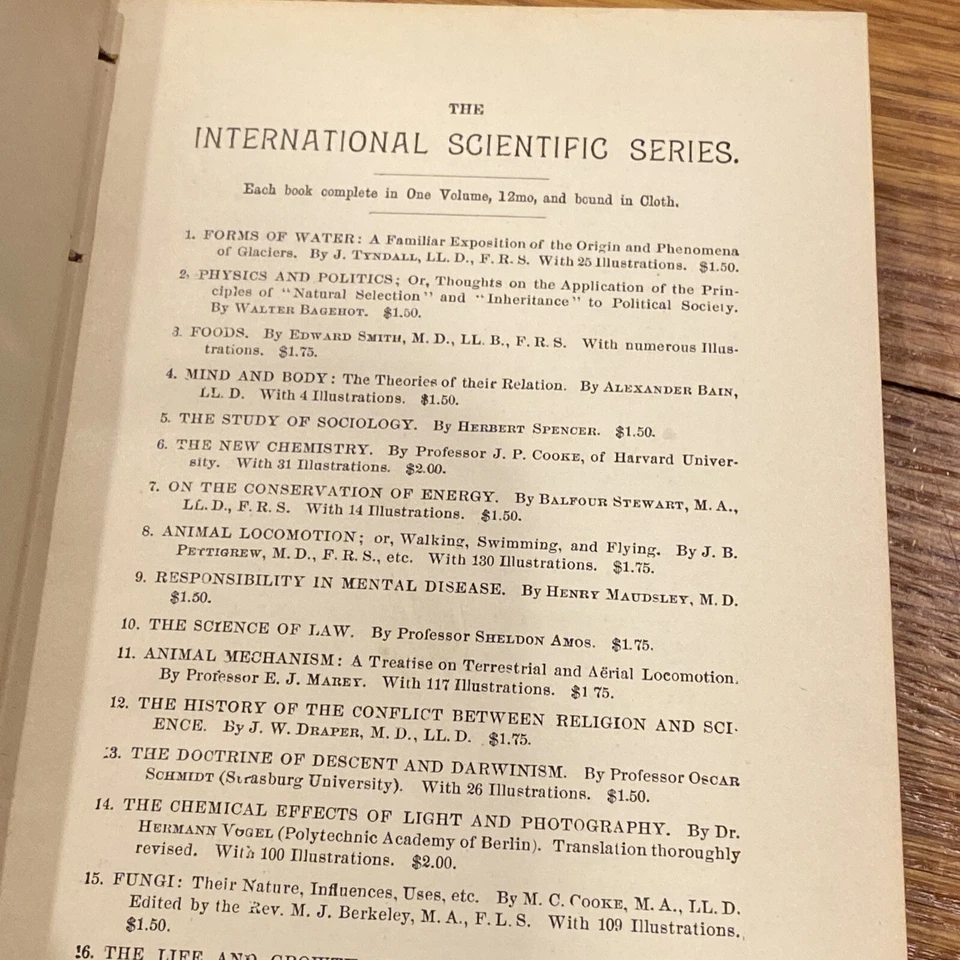 THE
INTERNATIONAL SCIENTIFIC SERIES.
Each book complete in One Volume, 12mo, and bound in Cloth.
1. FORMS OF WATER: A Familiar Exposition of the Origin and Phenomena
of Glaciers. By J. TYNDALL, LL. D., F. R. S. With 25 Illustrations. $1.50.
2. PHYSICS AND POLITICS; Or, Thoughts on the Application of the Prin-
ciples of "Natural Selection" and "Inheritance" to Political Society.
By WALTER BAGEHOT. $1.50.
3. FOODS. By EDWARD SMITH, M. D., LL. B., F. R. S. With numerous Illus-
trations. $1.75.
4. MIND AND BODY: The Theories of their Relation. By ALEXANDER BAIN,
LL. D. With 4 Illustrations. $1.50.
5. THE STUDY OF SOCIOLOGY. By HERBERT SPENCER. $1.50.
6. THE NEW CHEMISTRY. By Professor J. P. COOKE, of Harvard Univer-
sity. With 31 Illustrations. $2.00.
7. ON THE CONSERVATION OF ENERGY. By BALFOUR STEWART, M. A.,
LL. D., F. R. S. With 14 Illustrations. $1.50.
8. ANIMAL LOCOMOTION; or, Walking, Swimming, and Flying. By J. B.
PETTIGREW, M. D., F. R. S., etc. With 130 Illustrations. $1.75.
9. RESPONSIBILITY IN MENTAL DISEASE. By HENRY MAUDSLEY, M. D.
$1.50.
10. THE SCIENCE OF LAW. By Professor SHELDON AMOS. $1.75.
11. ANIMAL MECHANISM: A Treatise on Terrestrial and Aërial Locomotion.
By Professor E. J. MAREY. With 117 Illustrations. $1 75.
12. THE HISTORY OF THE CONFLICT BETWEEN RELIGION AND SCI-
ENCE. By J. W. DRAPER, M. D., LL. D. $1.75.
13. THE DOCTRINE OF DESCENT AND DARWINISM. By Professor OSCAR
SCHMIDT (Strasburg University). With 26 Illustrations. $1.50.
14. THE CHEMICAL EFFECTS OF LIGHT AND PHOTOGRAPHY. By Dr.
HERMANN VOGEL (Polytechnic Academy of Berlin). Translation thoroughly
revised. With 100 Illustrations. $2.00.
15. FUNGI: Their Nature, Influences, Uses, etc. By M. C. COOKE, M. A., LL. D.
Edited by the Rev. M. J. Berkeley, M. A., F. L. S. With 109 Illustrations.
$1.50.
16. THE LIFE AND GROWTH